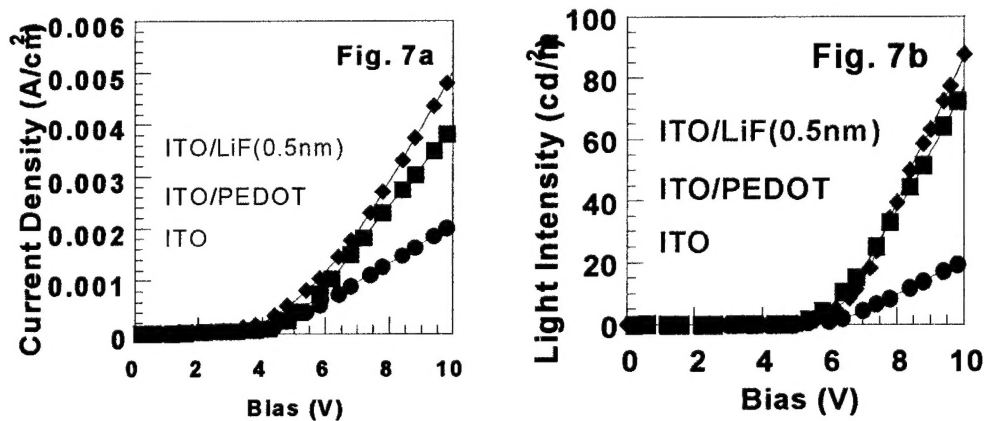 Fig. 7a
Current Density (A/cm²)
0.006
0.005
0.004
0.003
0.002
0.001
0
ITO/LiF(0.5nm)
ITO/PEDOT
ITO
0 2 4 6 8 10
Bias (V)
Fig. 7b
Light Intensity (cd/m²)
100
80
60
40
20
0
ITO/LiF(0.5nm)
ITO/PEDOT
ITO
0 2 4 6 8 10
Bias (V)